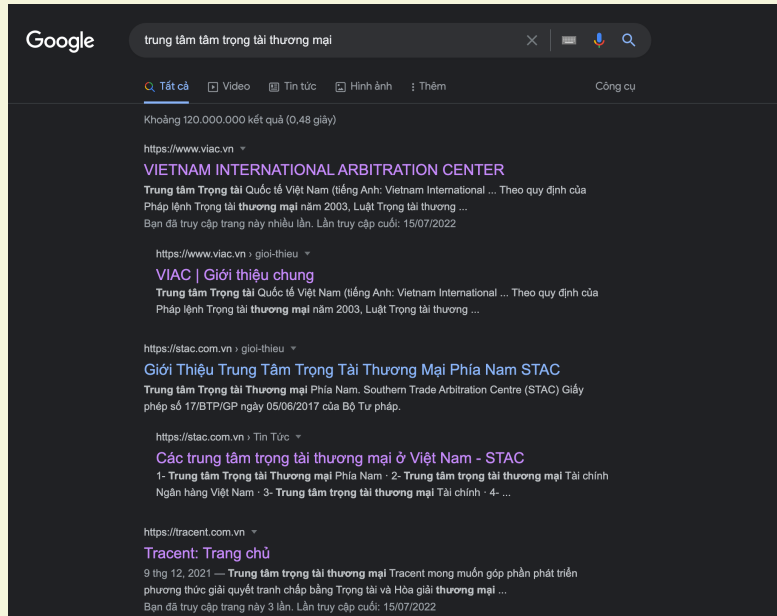 Google
trung tâm tâm trọng tài thương mại
Tất cả Video Tin tức Hình ảnh Thêm Công cụ
Khoảng 120.000.000 kết quả (0,48 giây)
https://www.viac.vn
VIETNAM INTERNATIONAL ARBITRATION CENTER
Trung tâm Trọng tài Quốc tế Việt Nam (tiếng Anh: Vietnam International ... Theo quy định của
Pháp lệnh Trọng tài thương mại năm 2003, Luật Trọng tài thương ...
Bạn đã truy cập trang này nhiều lần. Lần truy cập cuối: 15/07/2022
https://www.viac.vn › gioi-thieu
VIAC | Giới thiệu chung
Trung tâm Trọng tài Quốc tế Việt Nam (tiếng Anh: Vietnam International ... Theo quy định của
Pháp lệnh Trọng tài thương mại năm 2003, Luật Trọng tài thương ...
https://stac.com.vn › gioi-thieu
Giới Thiệu Trung Tâm Trọng Tài Thương Mại Phía Nam STAC
Trung tâm Trọng tài Thương mại Phía Nam. Southern Trade Arbitration Centre (STAC) Giấy
phép số 17/BTP/GP ngày 05/06/2017 của Bộ Tư pháp.
https://stac.com.vn › Tin Tức
Các trung tâm trọng tài thương mại ở Việt Nam - STAC
1- Trung tâm Trọng tài Thương mại Phía Nam · 2- Trung tâm trọng tài thương mại Tài chính
Ngân hàng Việt Nam · 3- Trung tâm trọng tài thương mại Tài chính · 4- ...
https://tracent.com.vn
Tracent: Trang chủ
9 thg 12, 2021 — Trung tâm trọng tài thương mại Tracent mong muốn góp phần phát triển
phương thức giải quyết tranh chấp bằng Trọng tài và Hòa giải thương mại ...
Bạn đã truy cập trang này 3 lần. Lần truy cập cuối: 15/07/2022